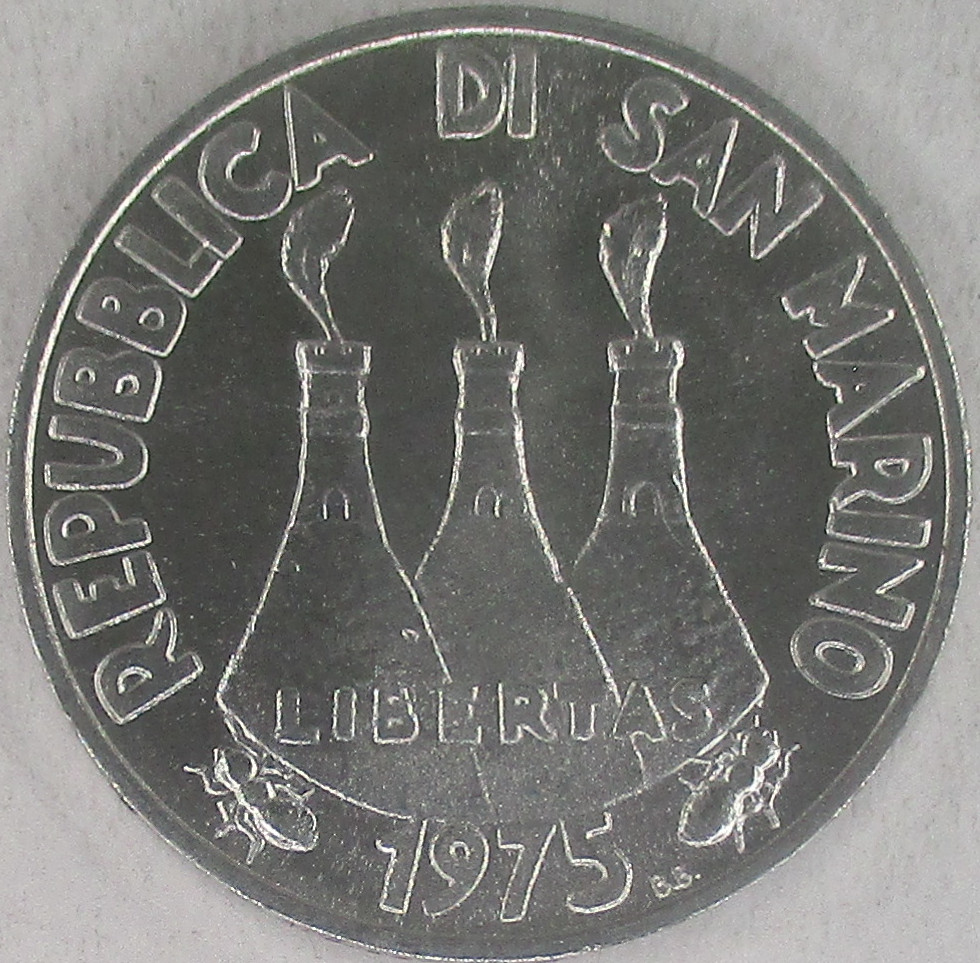 REPUBBLICA DI SAN MARINO
LIBERTAS
1975
B.B.